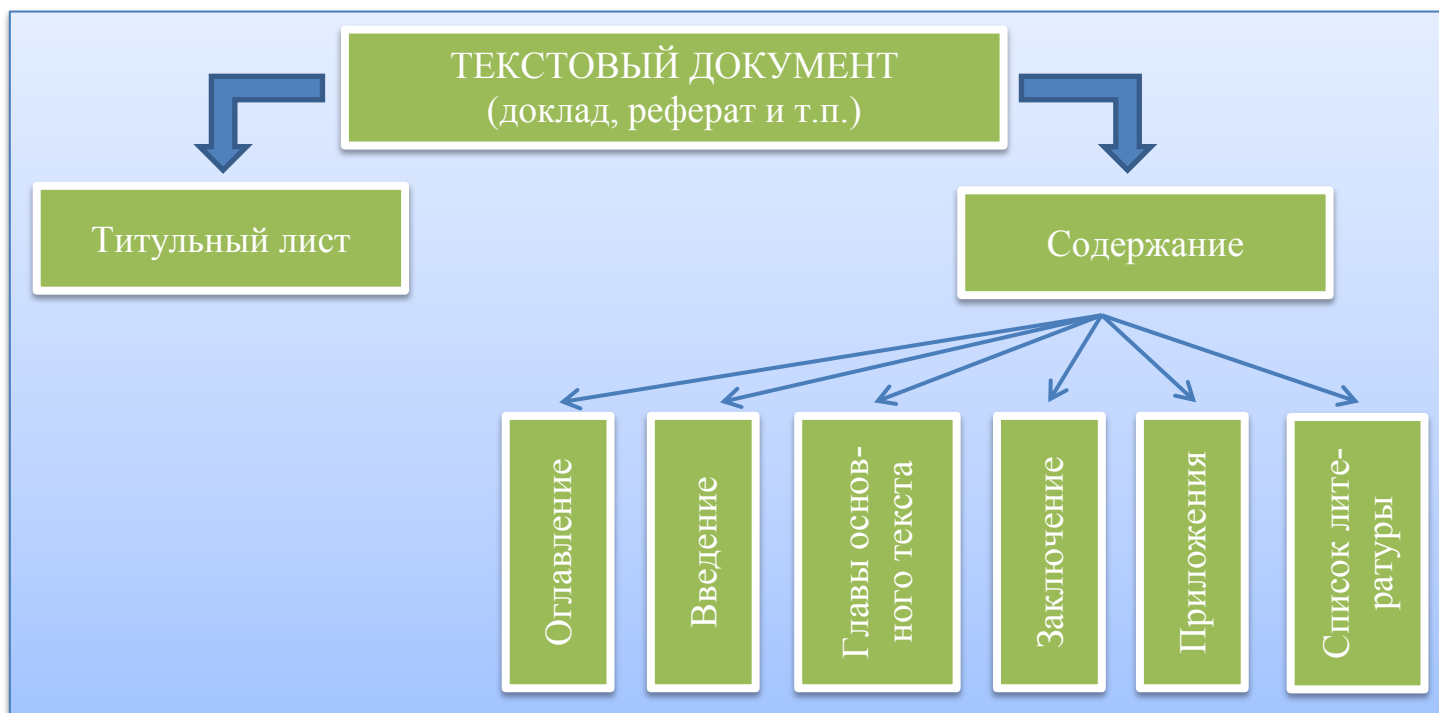 ТЕКСТОВЫЙ ДОКУМЕНТ
(доклад, реферат и т.п.)
Титульный лист
Содержание
Оглавление
Введение
Главы основ-
ного текста
Заключение
Приложения
Список лите-
ратуры